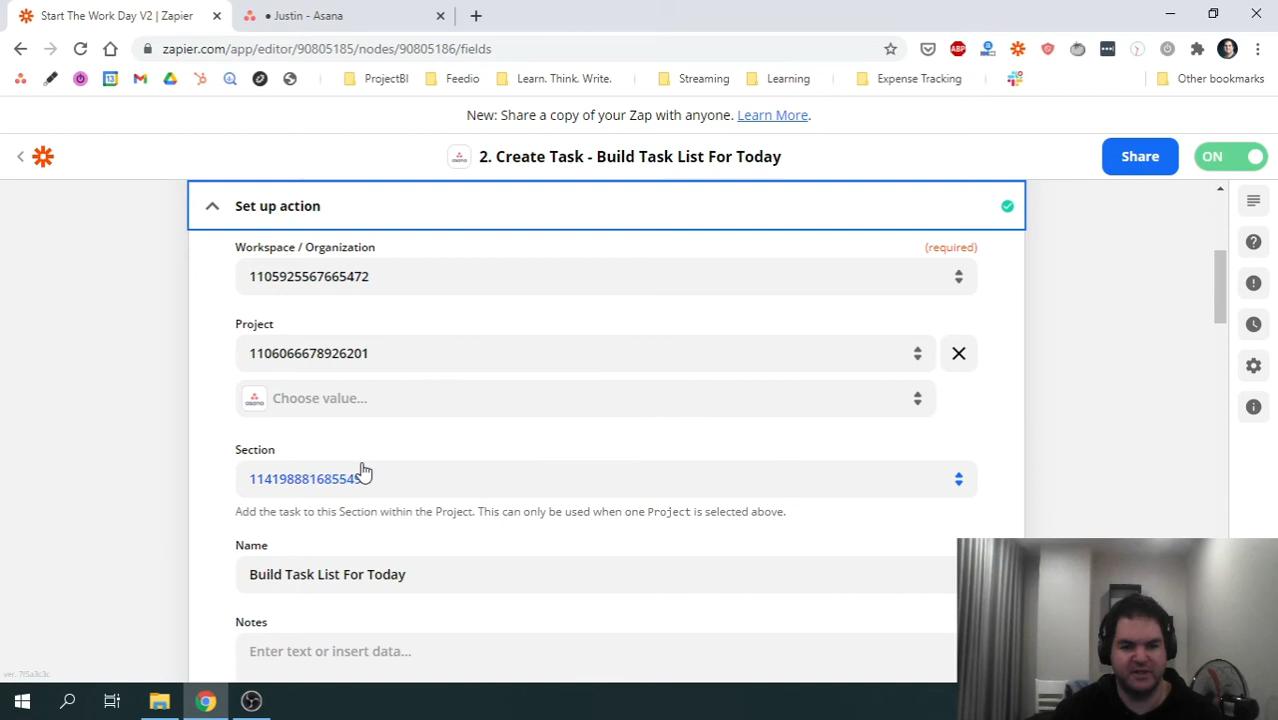 Start The Work Day V2 | Zapier
• Justin - Asana
zapier.com/app/editor/90805185/nodes/90805186/fields
ABP
ProjectBI
Feedio
Learn. Think. Write.
Streaming
Learning
Expense Tracking
Other bookmarks
New: Share a copy of your Zap with anyone. Learn More.
2. Create Task - Build Task List For Today
Share
ON
Set up action
Workspace / Organization
(required)
1105925567665472
Project
1106066678926201
asana
Choose value...
Section
Add the task to this Section within the Project. This can only be used when one Project is selected above.
Name
Build Task List For Today
Notes
Enter text or insert data...
ver. 7f5a3c3c